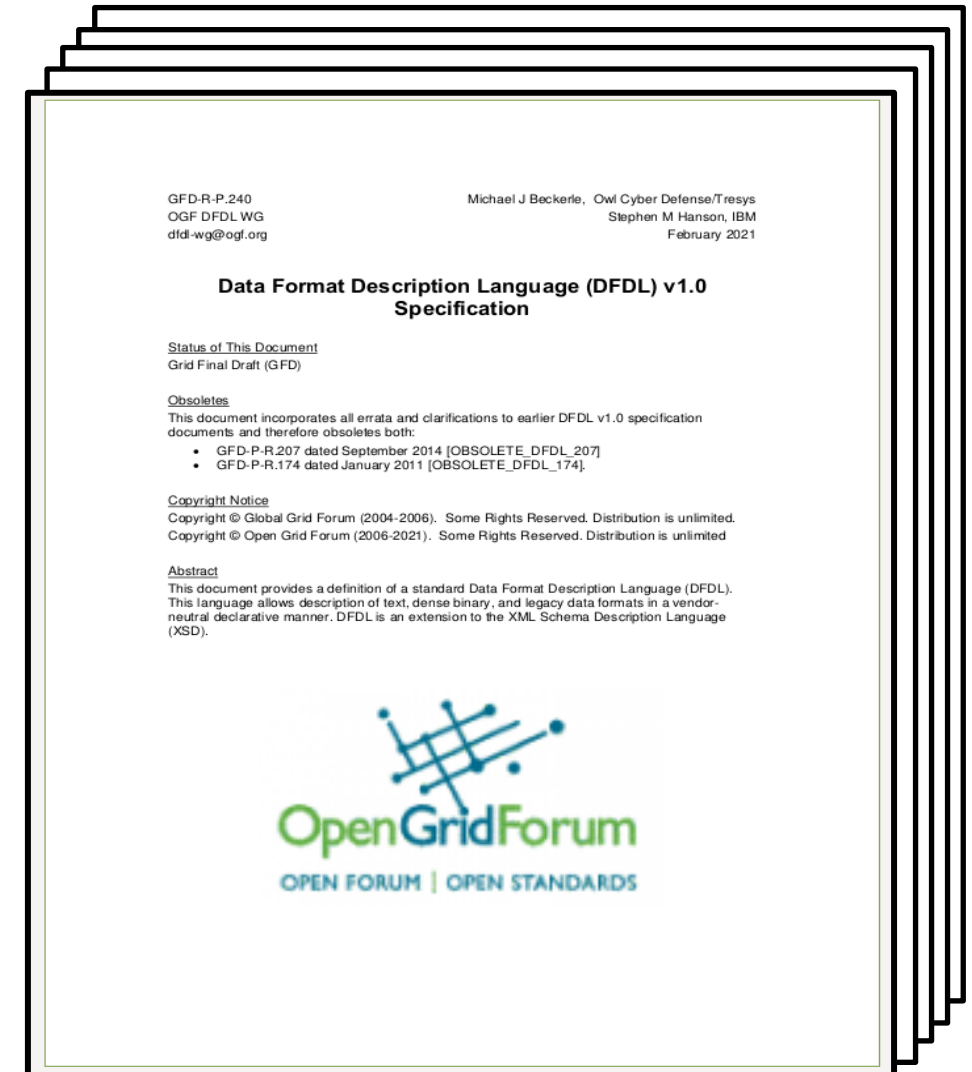 GFD-R-P.240
Michael J Beckerle, Owl Cyber Defense/Tresys
OGF DFDL WG
Stephen M Hanson, IBM
dfdl-wg@ogf.org
February 2021
Data Format Description Language (DFDL) v1.0
Specification
Status of This Document
Grid Final Draft (GFD)
Obsoletes
This document incorporates all errata and clarifications to earlier DFDL v1.0 specification
documents and therefore obsoletes both:
• GFD-P-R.207 dated September 2014 [OBSOLETE_DFDL_207]
• GFD-P-R.174 dated January 2011 [OBSOLETE_DFDL_174].
Copyright Notice
Copyright © Global Grid Forum (2004-2006). Some Rights Reserved. Distribution is unlimited.
Copyright © Open Grid Forum (2006-2021). Some Rights Reserved. Distribution is unlimited
Abstract
This document provides a definition of a standard Data Format Description Language (DFDL).
This language allows description of text, dense binary, and legacy data formats in a vendor-
neutral declarative manner. DFDL is an extension to the XML Schema Description Language
(XSD).
OpenGridForum
OPEN FORUM | OPEN STANDARDS